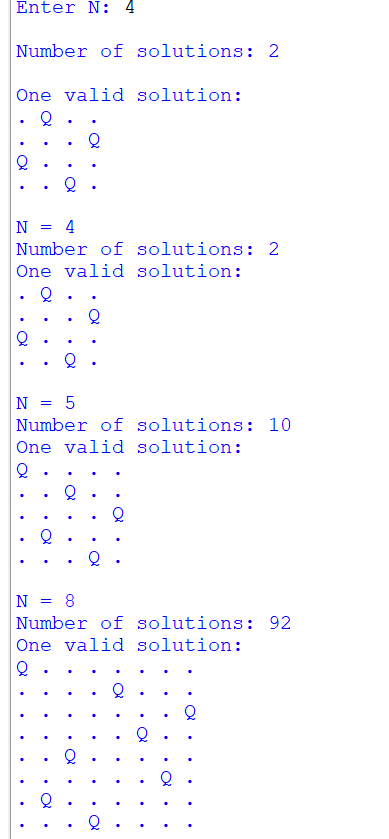 Enter N: 4
Number of solutions: 2
One valid solution:
. Q . .
. . . Q
Q . . .
. . Q .
N = 4
Number of solutions: 2
One valid solution:
. Q . .
. . . Q
Q . . .
. . Q .
N = 5
Number of solutions: 10
One valid solution:
Q . . . .
. . Q . .
. . . . Q
. Q . . .
. . . Q .
N = 8
Number of solutions: 92
One valid solution:
Q . . . . . . .
. . . . Q . . .
. . . . . . . Q
. . . . . Q . .
. . Q . . . . .
. . . . . . Q .
. Q . . . . . .
. . . Q . . . .